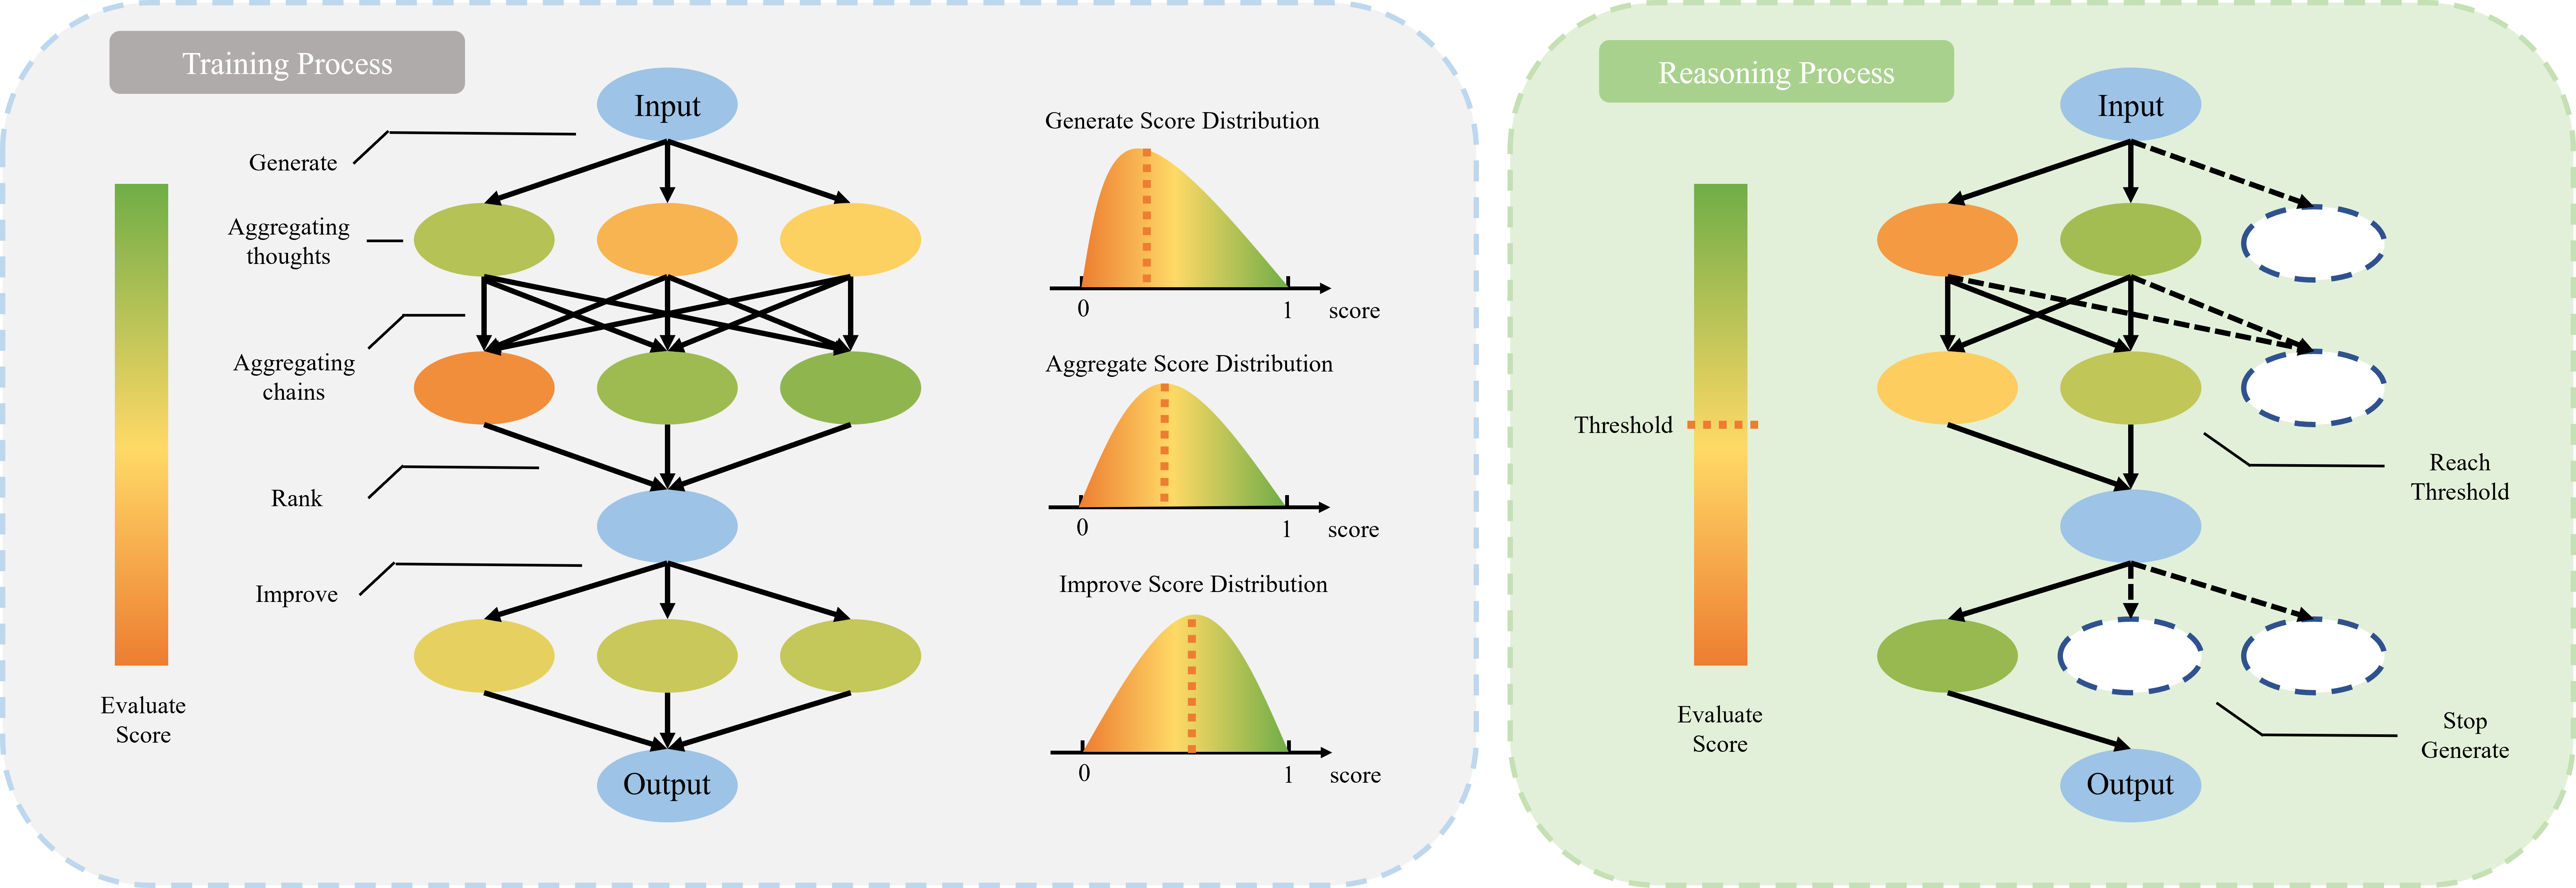 Training Process
Input
Generate
Aggregating
thoughts
Aggregating
chains
Rank
Improve
Evaluate
Score
Output
Generate Score Distribution
0
1
score
Aggregate Score Distribution
0
1
score
Improve Score Distribution
0
1
score
Reasoning Process
Input
Threshold
Reach
Threshold
Evaluate
Score
Stop
Generate
Output